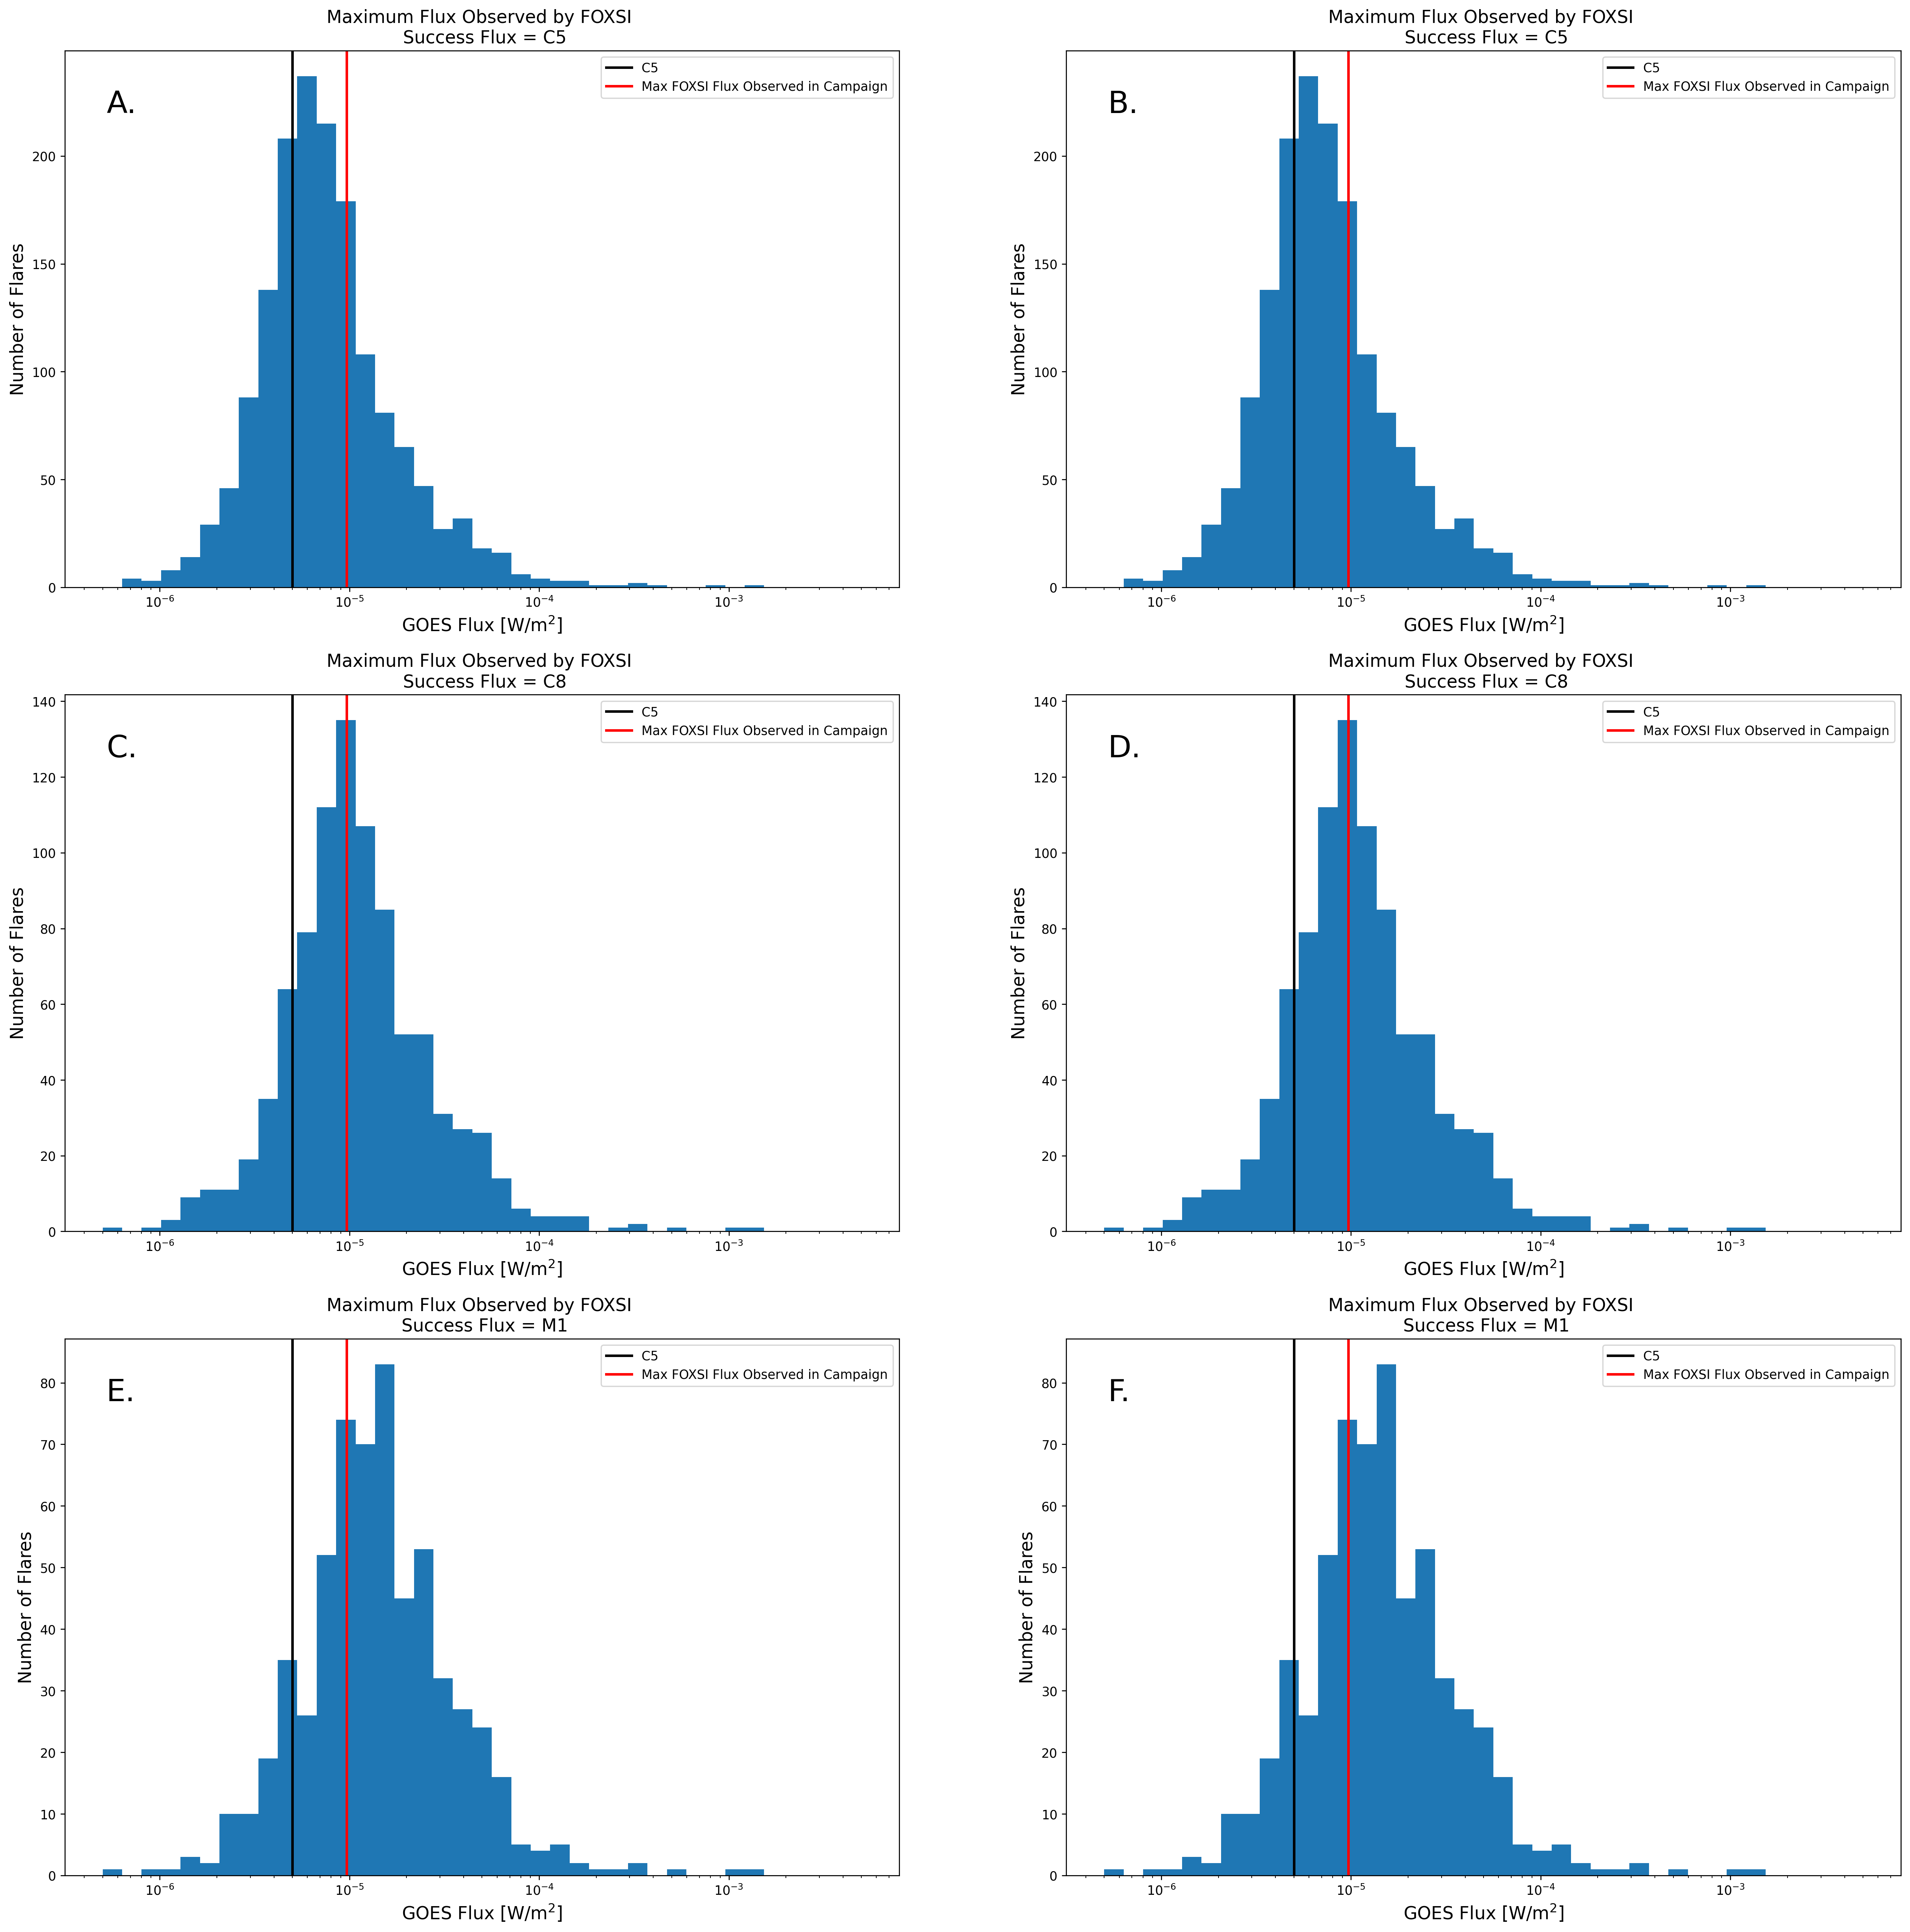 Maximum Flux Observed by FOXSI
Success Flux = C5
A.
C5
Max FOXSI Flux Observed in Campaign
Number of Flares
200
150
100
50
0
10⁻⁶ 10⁻⁵ 10⁻⁴ 10⁻³
GOES Flux [W/m²]
Maximum Flux Observed by FOXSI
Success Flux = C5
B.
C5
Max FOXSI Flux Observed in Campaign
Number of Flares
200
150
100
50
0
10⁻⁶ 10⁻⁵ 10⁻⁴ 10⁻³
GOES Flux [W/m²]
Maximum Flux Observed by FOXSI
Success Flux = C8
C.
C5
Max FOXSI Flux Observed in Campaign
Number of Flares
140
120
100
80
60
40
20
0
10⁻⁶ 10⁻⁵ 10⁻⁴ 10⁻³
GOES Flux [W/m²]
Maximum Flux Observed by FOXSI
Success Flux = C8
D.
C5
Max FOXSI Flux Observed in Campaign
Number of Flares
140
120
100
80
60
40
20
0
10⁻⁶ 10⁻⁵ 10⁻⁴ 10⁻³
GOES Flux [W/m²]
Maximum Flux Observed by FOXSI
Success Flux = M1
E.
C5
Max FOXSI Flux Observed in Campaign
Number of Flares
80
70
60
50
40
30
20
10
0
10⁻⁶ 10⁻⁵ 10⁻⁴ 10⁻³
GOES Flux [W/m²]
Maximum Flux Observed by FOXSI
Success Flux = M1
F.
C5
Max FOXSI Flux Observed in Campaign
Number of Flares
80
70
60
50
40
30
20
10
0
10⁻⁶ 10⁻⁵ 10⁻⁴ 10⁻³
GOES Flux [W/m²]